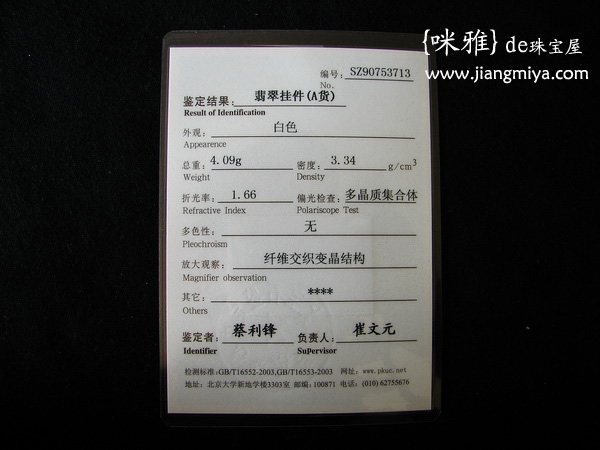 {咪雅}de珠宝屋
www.jiangmiya.com
编号: SZ90753713
No.
鉴定结果: 翡翠挂件(A货)
Result of Identification
外观: 白色
Appearence
总重: 4.09g 密度: 3.34 g/cm³
Weight Density
折光率: 1.66 偏光检查: 多晶质集合体
Refractive Index Polariscope Test
多色性: 无
Pleochroism
放大观察: 纤维交织变晶结构
Magnifier observation
其它: ****
Others
鉴定者: 蔡利锋 负责人: 崔文元
Identifier Supervisor
检测标准:GB/T16552-2003,GB/T16553-2003 网址: www.pkuc.net
地址: 北京大学新地学楼3303室 邮编: 100871 电话: (010) 62755676